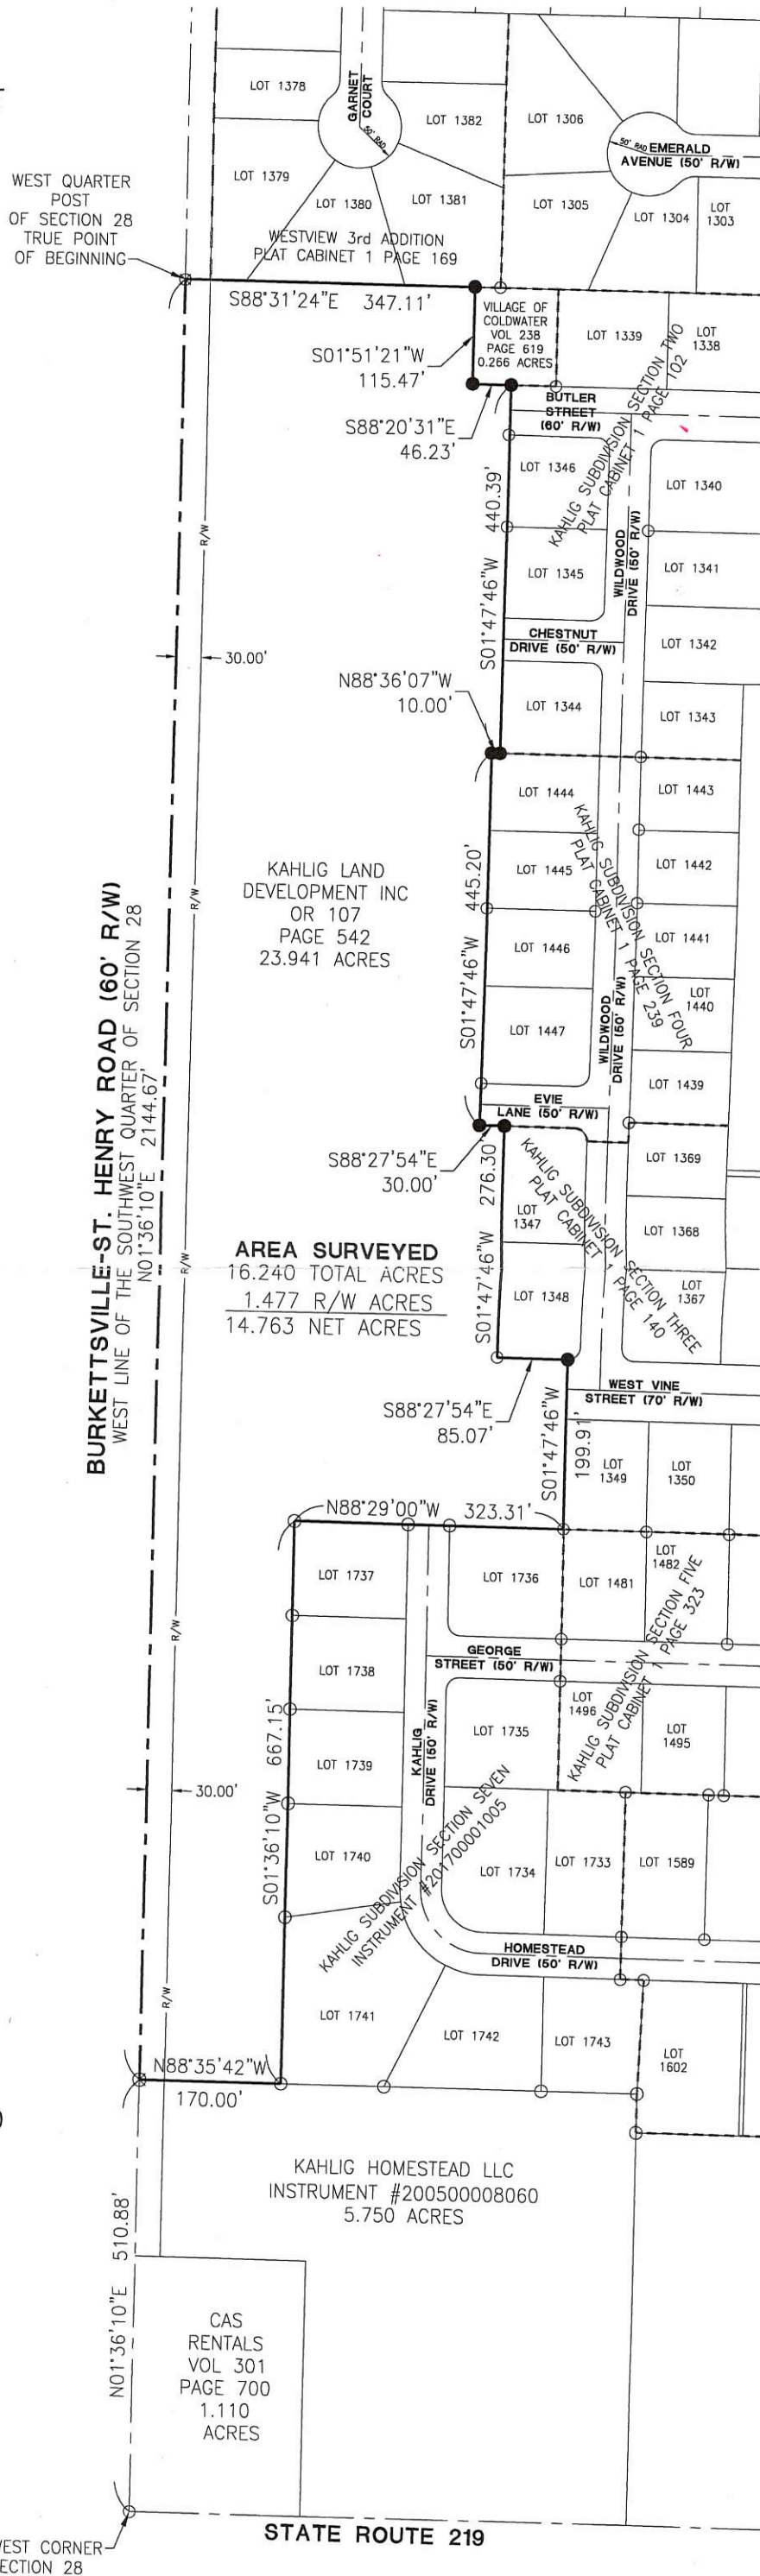 LOT 1378
GARNET
COURT
50' RAD
LOT 1382
LOT 1306
50' RAD
EMERALD
AVENUE (50' R/W)
WEST QUARTER
POST
OF SECTION 28
TRUE POINT
OF BEGINNING
LOT 1379
LOT 1380
LOT 1381
LOT 1305
LOT 1304
LOT
1303
WESTVIEW 3rd ADDITION
PLAT CABINET 1 PAGE 169
S88°31'24"E 347.11'
VILLAGE OF
COLDWATER
VOL 238
PAGE 619
0.266 ACRES
LOT 1339
LOT
1338
S01°51'21"W
115.47'
BUTLER
STREET
(60' R/W)
S88°20'31"E
46.23'
KAHLIG SUBDIVISION SECTION TWO
PLAT CABINET 1 PAGE 102
LOT 1346
LOT 1340
S01°47'46"W 440.39'
R/W
WILDWOOD
DRIVE (50' R/W)
LOT 1345
LOT 1341
CHESTNUT
DRIVE (50' R/W)
LOT 1342
30.00'
N88°36'07"W
10.00'
LOT 1344
LOT 1343
LOT 1444
LOT 1443
KAHLIG SUBDIVISION SECTION FOUR
PLAT CABINET 1 PAGE 239
KAHLIG LAND
DEVELOPMENT INC
OR 107
PAGE 542
23.941 ACRES
S01°47'46"W 445.20'
LOT 1445
LOT 1442
R/W
LOT 1446
LOT 1441
LOT
1440
LOT 1447
WILDWOOD
DRIVE (50' R/W)
LOT 1439
EVIE
LANE (50' R/W)
BURKETTSVILLE-ST. HENRY ROAD (60' R/W)
WEST LINE OF THE SOUTHWEST QUARTER OF SECTION 28
N01°36'10"E 2144.67'
S88°27'54"E
30.00'
S01°47'46"W 276.30'
KAHLIG SUBDIVISION SECTION THREE
PLAT CABINET 1 PAGE 140
LOT 1369
LOT
1347
LOT 1368
R/W
AREA SURVEYED
16.240 TOTAL ACRES
1.477 R/W ACRES
14.763 NET ACRES
LOT 1348
LOT
1367
S88°27'54"E
85.07'
WEST VINE
STREET (70' R/W)
S01°47'46"W
199.91'
LOT
1349
LOT
1350
N88°29'00"W 323.31'
LOT 1737
LOT 1736
LOT 1481
LOT
1482
KAHLIG SUBDIVISION SECTION FIVE
PLAT CABINET 1 PAGE 323
R/W
LOT 1738
GEORGE
STREET (50' R/W)
LOT
1496
LOT
1495
LOT 1735
KAHLIG
DRIVE (50' R/W)
S01°36'10"W 667.15'
LOT 1739
30.00'
KAHLIG SUBDIVISION SECTION SEVEN
INSTRUMENT #201700001005
LOT 1740
LOT 1734
LOT 1733
LOT 1589
HOMESTEAD
DRIVE (50' R/W)
R/W
LOT 1741
LOT 1742
LOT 1743
LOT
1602
N88°35'42"W
170.00'
KAHLIG HOMESTEAD LLC
INSTRUMENT #200500008060
5.750 ACRES
N01°36'10"E 510.88'
CAS
RENTALS
VOL 301
PAGE 700
1.110
ACRES
STATE ROUTE 219
WEST CORNER
SECTION 28